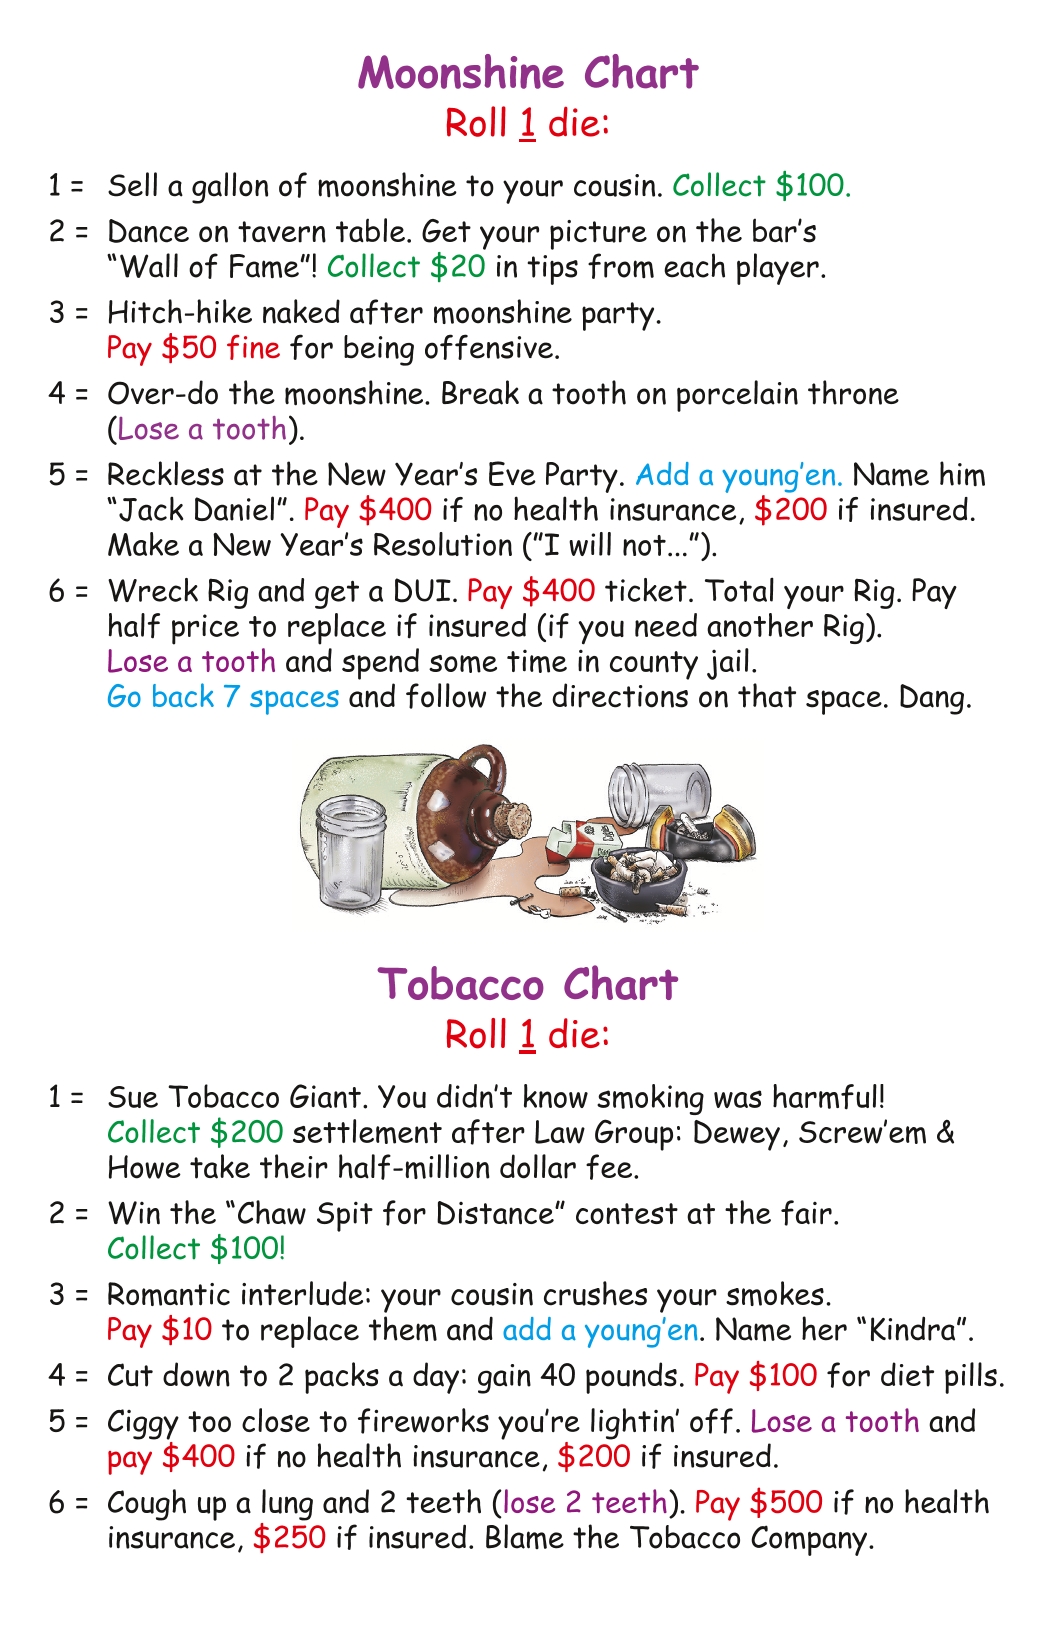 Moonshine Chart
Roll 1 die:
1 = Sell a gallon of moonshine to your cousin. Collect $100.
2 = Dance on tavern table. Get your picture on the bar's
“Wall of Fame”! Collect $20 in tips from each player.
3 = Hitch-hike naked after moonshine party.
Pay $50 fine for being offensive.
4 = Over-do the moonshine. Break a tooth on porcelain throne
(Lose a tooth).
5 = Reckless at the New Year's Eve Party. Add a young'en. Name him
“Jack Daniel”. Pay $400 if no health insurance, $200 if insured.
Make a New Year's Resolution (”I will not...”).
6 = Wreck Rig and get a DUI. Pay $400 ticket. Total your Rig. Pay
half price to replace if insured (if you need another Rig).
Lose a tooth and spend some time in county jail.
Go back 7 spaces and follow the directions on that space. Dang.
Tobacco Chart
Roll 1 die:
1 = Sue Tobacco Giant. You didn't know smoking was harmful!
Collect $200 settlement after Law Group: Dewey, Screw'em &
Howe take their half-million dollar fee.
2 = Win the “Chaw Spit for Distance” contest at the fair.
Collect $100!
3 = Romantic interlude: your cousin crushes your smokes.
Pay $10 to replace them and add a young'en. Name her “Kindra”.
4 = Cut down to 2 packs a day: gain 40 pounds. Pay $100 for diet pills.
5 = Ciggy too close to fireworks you're lightin' off. Lose a tooth and
pay $400 if no health insurance, $200 if insured.
6 = Cough up a lung and 2 teeth (lose 2 teeth). Pay $500 if no health
insurance, $250 if insured. Blame the Tobacco Company.